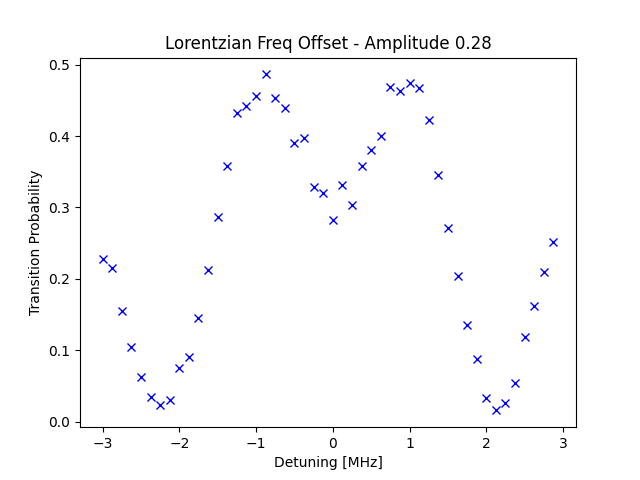 Lorentzian Freq Offset - Amplitude 0.28
Transition Probability
0.5
0.4
0.3
0.2
0.1
0.0
−3 −2 −1 0 1 2 3
Detuning [MHz]